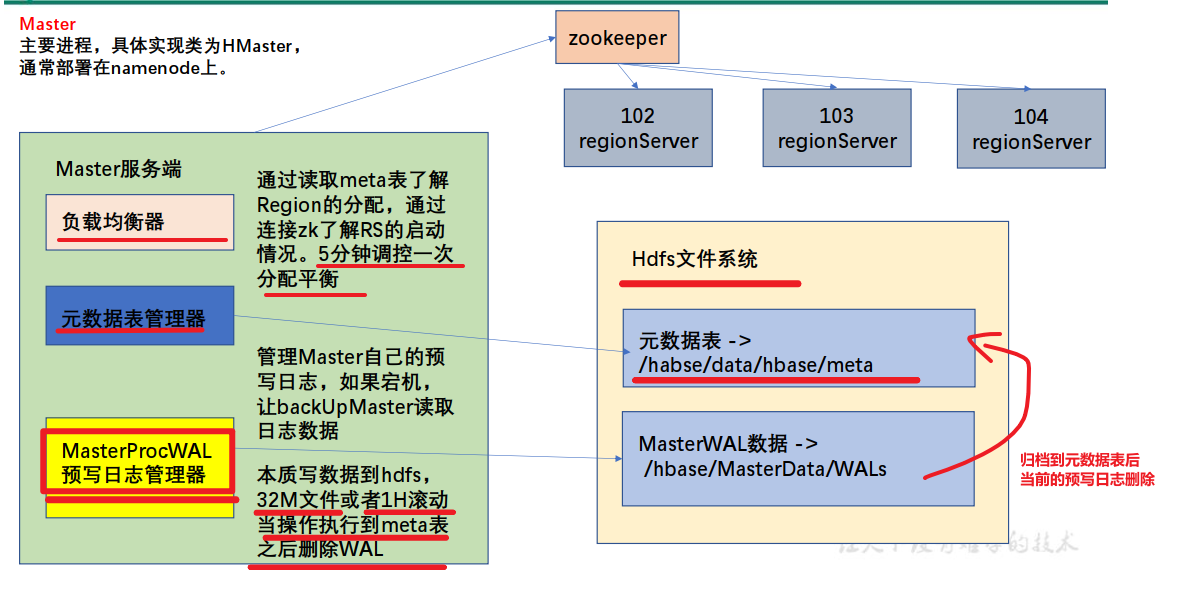 Master
主要进程，具体实现类为HMaster，
通常部署在namenode上。
zookeeper
102
regionServer
103
regionServer
104
regionServer
Master服务端
负载均衡器
通过读取meta表了解
Region的分配，通过
连接zk了解RS的启动
情况。5分钟调控一次
分配平衡
元数据表管理器
管理Master自己的预
写日志，如果宕机，
让backUpMaster读取
日志数据
MasterProcWAL
预写日志管理器
本质写数据到hdfs，
32M文件或者1H滚动
当操作执行到meta表
之后删除WAL
Hdfs文件系统
元数据表 ->
/habse/data/hbase/meta
MasterWAL数据 ->
/hbase/MasterData/WALs
归档到元数据表后
当前的预写日志删除
的技术